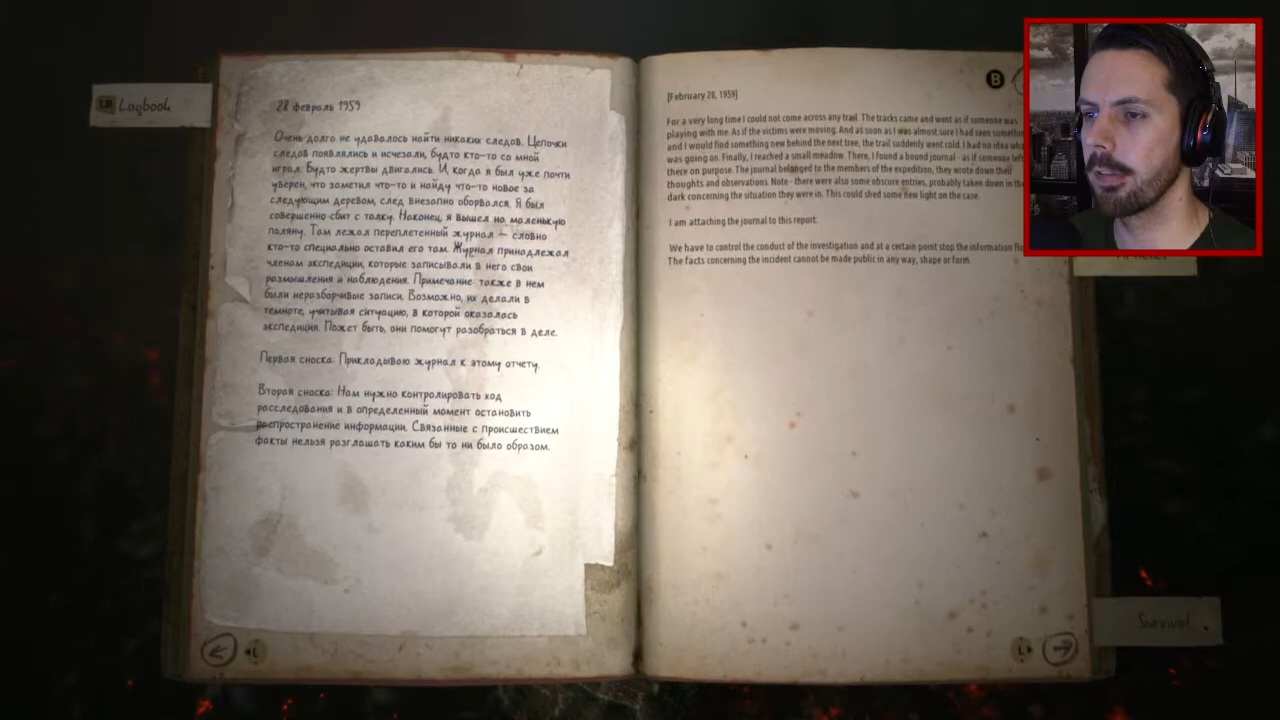 LB Logbook
28 февраль 1959
Очень долго не удавалось найти никаких следов. Цепочки
следов появлялись и исчезали, будто кто-то со мной
играл. Будто жертвы двигались. И, когда я был уже почти
уверен, что заметил что-то и найду что-то новое за
следующим деревом, след внезапно оборвался. Я был
совершенно сбит с толку. Наконец, я вышел на маленькую
поляну. Там лежал переплетенный журнал — словно
кто-то специально оставил его там. Журнал принадлежал
членам экспедиции, которые записывали в него свои
размышления и наблюдения. Примечание: также в нем
были неразборчивые записи. Возможно, их делали в
темноте, учитывая ситуацию, в которой оказалась
экспедиция. Может быть, они помогут разобраться в деле.
Первая сноска: Прикладываю журнал к этому отчету.
Вторая сноска: Нам нужно контролировать ход
расследования и в определенный момент остановить
распространение информации. Связанные с происшествием
факты нельзя разглашать каким бы то ни было образом.
L
B
[February 28, 1959]
For a very long time I could not come across any trail. The tracks came and went as if someone was
playing with me. As if the victims were moving. And as soon as I was almost sure I had seen
and I would find something new behind the next tree, the trail suddenly went cold. I had no idea
was going on. Finally, I reached a small meadow. There, I found a bound journal - as if someone left
there on purpose. The journal belonged to the members of the expedition, they wrote down their
thoughts and observations. Note - there were also some obscure entries, probably taken down in the
dark concerning the situation they were in. This could shed some new light on the case.
I am attaching the journal to this report.
We have to control the conduct of the investigation and at a certain point stop the information
The facts concerning the incident cannot be made public in any way, shape or form.
Survival
L